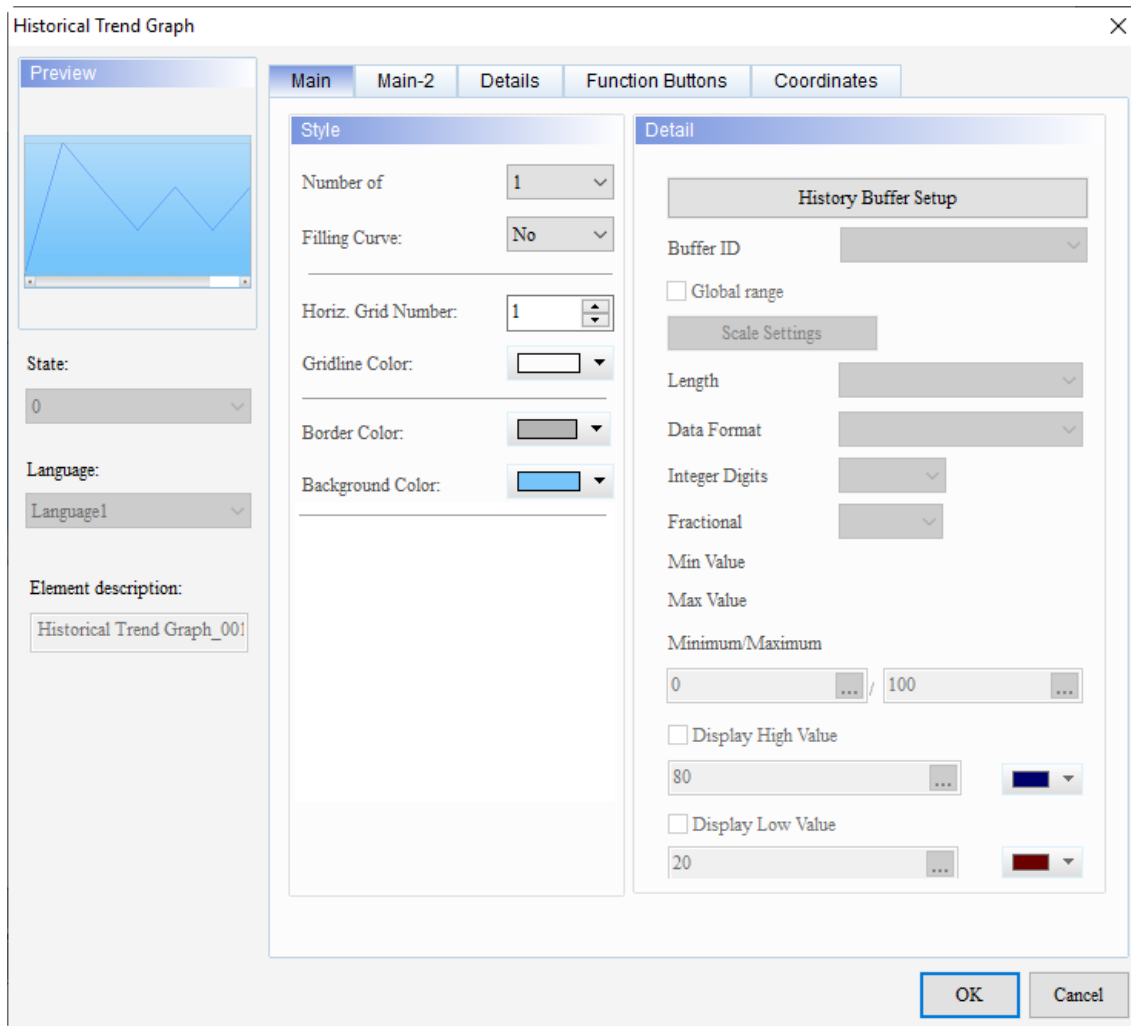 Historical Trend Graph
Preview
State:
0
Language:
Language1
Element description:
Historical Trend Graph_001
Main
Main-2
Details
Function Buttons
Coordinates
Style
Number of
1
Filling Curve:
No
Horiz. Grid Number:
1
Gridline Color:
Border Color:
Background Color:
Detail
History Buffer Setup
Buffer ID
Global range
Scale Settings
Length
Data Format
Integer Digits
Fractional
Min Value
Max Value
Minimum/Maximum
0 ... / 100 ...
Display High Value
80 ...
Display Low Value
20 ...
OK
Cancel